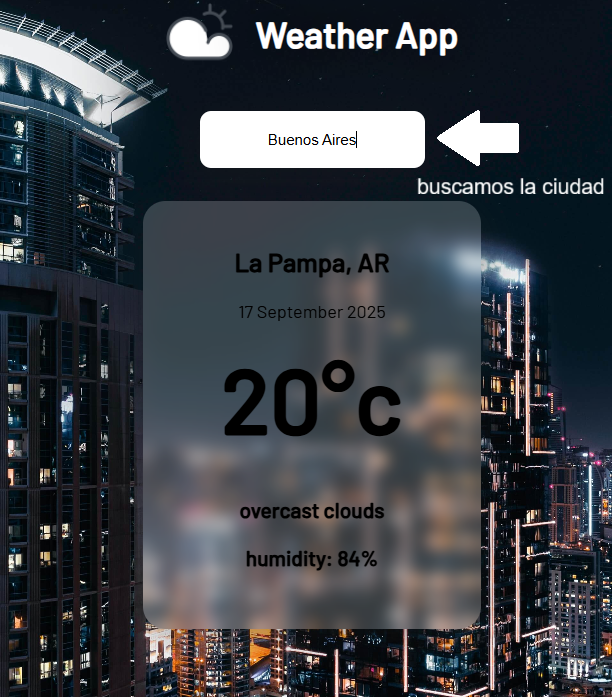 Weather App
Buenos Aires
buscamos la ciudad
La Pampa, AR
17 September 2025
20°c
overcast clouds
humidity: 84%